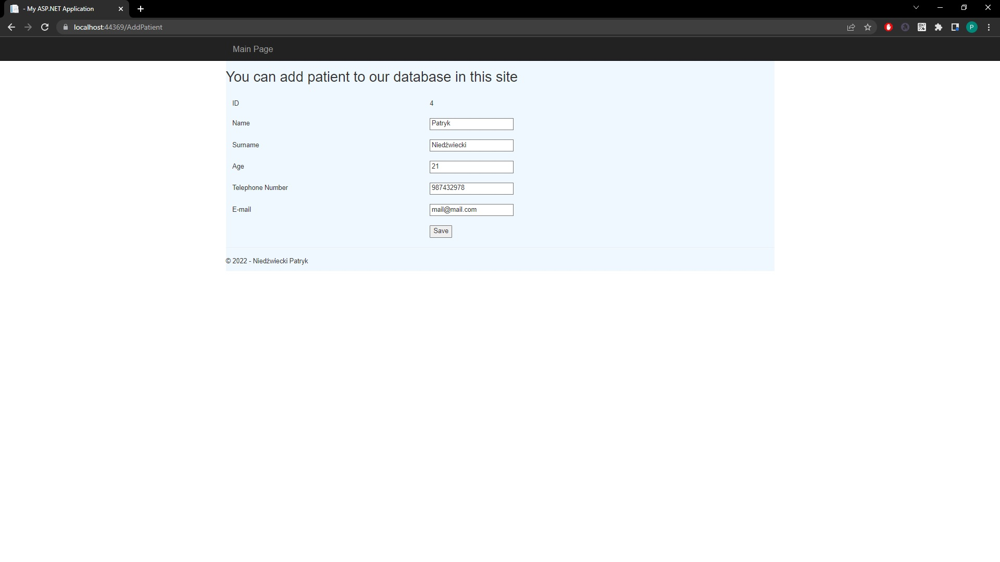 - My ASP.NET Application
localhost:44369/AddPatient
P
Main Page
You can add patient to our database in this site
ID 4
Name Patryk
Surname Niedźwiecki
Age 21
Telephone Number 987432978
E-mail mail@mail.com
Save
© 2022 - Niedźwiecki Patryk